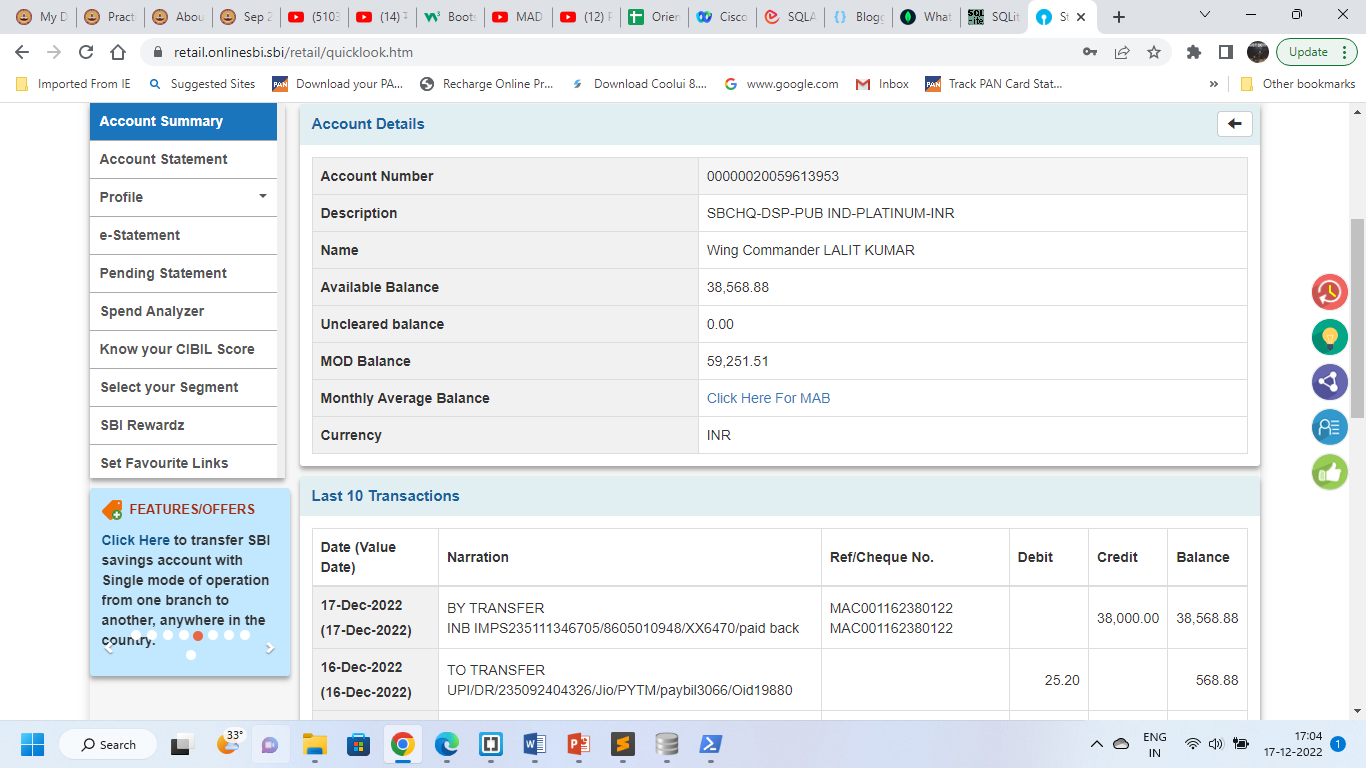 My D
Pract
Abou
Sep 2
(5103
(14) T
Boots
MAD
(12) F
Orien
Cisco
SQLA
Blogg
What
SQLit
St
retail.onlinesbi.sbi/retail/quicklook.htm
Update
Imported From IE
Suggested Sites
Download your PA...
Recharge Online Pr...
Download Coolui 8....
www.google.com
Inbox
Track PAN Card Stat...
»
Other bookmarks
Account Summary
Account Statement
Profile
e-Statement
Pending Statement
Spend Analyzer
Know your CIBIL Score
Select your Segment
SBI Rewardz
Set Favourite Links
FEATURES/OFFERS
Click Here to transfer SBI
savings account with
Single mode of operation
from one branch to
another, anywhere in the
country.
Account Details
Account Number 00000020059613953
Description SBCHQ-DSP-PUB IND-PLATINUM-INR
Name Wing Commander LALIT KUMAR
Available Balance 38,568.88
Uncleared balance 0.00
MOD Balance 59,251.51
Monthly Average Balance Click Here For MAB
Currency INR
Last 10 Transactions
Date (Value
Date)
Narration
Ref/Cheque No.
Debit
Credit
Balance
17-Dec-2022
(17-Dec-2022)
BY TRANSFER
INB IMPS235111346705/8605010948/XX6470/paid back
MAC001162380122
MAC001162380122
38,000.00
38,568.88
16-Dec-2022
(16-Dec-2022)
TO TRANSFER
UPI/DR/235092404326/Jio/PYTM/paybil3066/Oid19880
25.20
568.88
Search
33°
ENG
IN
17:04
17-12-2022
1